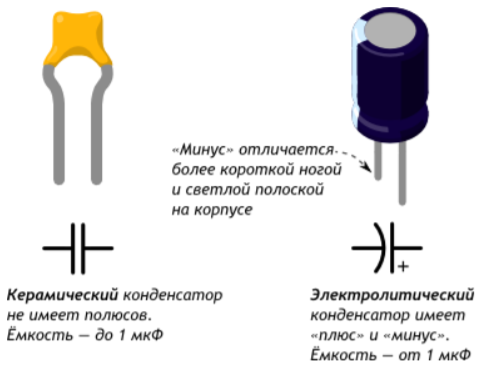 «Минус» отличается
более короткой ногой
и светлой полоской
на корпусе
+
Керамический конденсатор
не имеет полюсов.
Ёмкость — до 1 мкФ
Электролитический
конденсатор имеет
«плюс» и «минус».
Ёмкость — от 1 мкФ